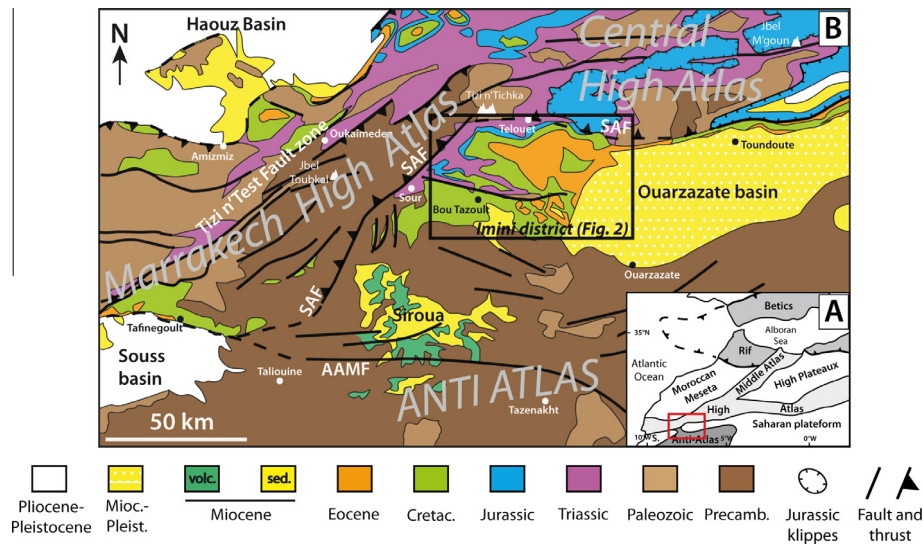 Haouz Basin
N
B
Central
High Atlas
Jbel
M'goun
Tizi n'Tichka
Telouet
SAF
Toundoute
Amizmiz
Oukaimeden
Tizi n'Test Fault zone
Jbel
Toubkal
Marrakech High Atlas
SAF
Sour
Bou Tazoult
Imini district (Fig. 2)
Ouarzazate basin
Ouarzazate
SAF
Tafinegoult
Souss
basin
Siroua
Taliouine
AAMF
ANTI ATLAS
Tazenakht
50 km
A
Betics
35°N
Alboran
Sea
Rif
Atlantic
Ocean
Moroccan
Meseta
Middle Atlas
High Plateaux
High Atlas
Saharan plateform
10°W
S.
Anti-Atlas
5°W
0°W
volc.
sed.
Pliocene-
Pleistocene
Mioc.-
Pleist.
Miocene
Eocene
Cretac.
Jurassic
Triassic
Paleozoic
Precamb.
Jurassic
klippes
Fault and
thrust